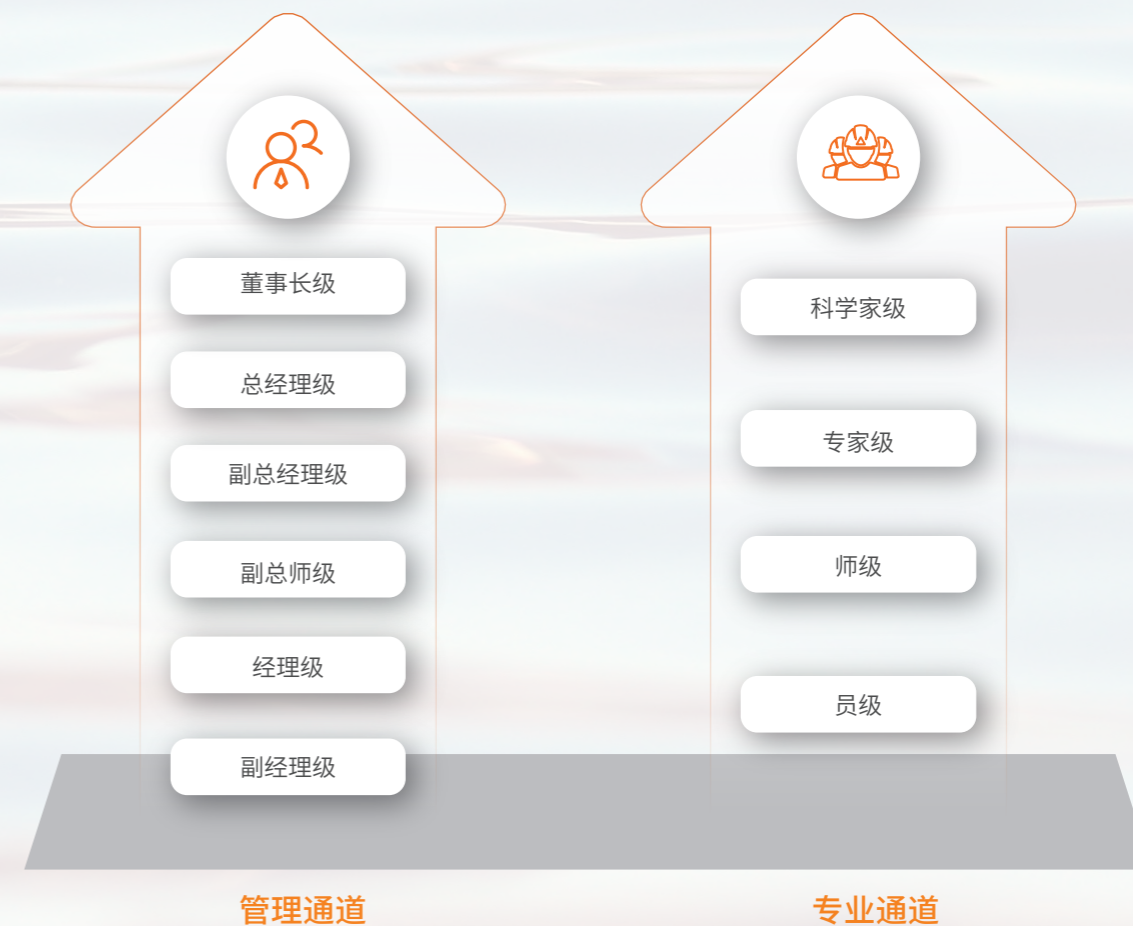 董事长级
总经理级
副总经理级
副总师级
经理级
副经理级
管理通道
科学家级
专家级
师级
员级
专业通道